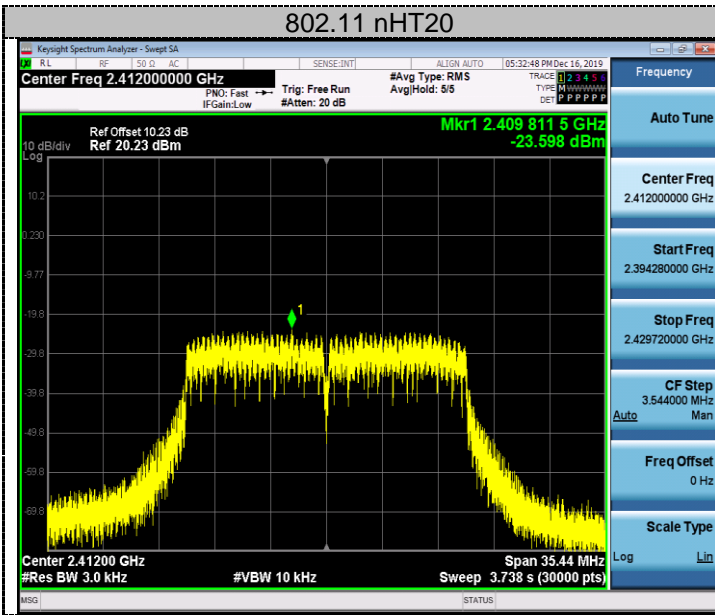 802.11 nHT20
Keysight Spectrum Analyzer - Swept SA
RL RF 50 Ω AC SENSE:INT ALIGN AUTO 05:32:48 PM Dec 16, 2019
Center Freq 2.412000000 GHz
PNO: Fast
IFGain:Low
Trig: Free Run
#Atten: 20 dB
#Avg Type: RMS
Avg|Hold: 5/5
TRACE 1 2 3 4 5 6
TYPE M W W W W W
DET P P P P P P
Frequency
Ref Offset 10.23 dB
10 dB/div Ref 20.23 dBm
Log
Mkr1 2.409 811 5 GHz
-23.598 dBm
10.2
0.230
-9.77
-19.8
-29.8
-39.8
-49.8
-59.8
-69.8
1
Center 2.41200 GHz Span 35.44 MHz
#Res BW 3.0 kHz #VBW 10 kHz Sweep 3.738 s (30000 pts)
MSG STATUS
Auto Tune
Center Freq
2.412000000 GHz
Start Freq
2.394280000 GHz
Stop Freq
2.429720000 GHz
CF Step
3.544000 MHz
Auto Man
Freq Offset
0 Hz
Scale Type
Log Lin